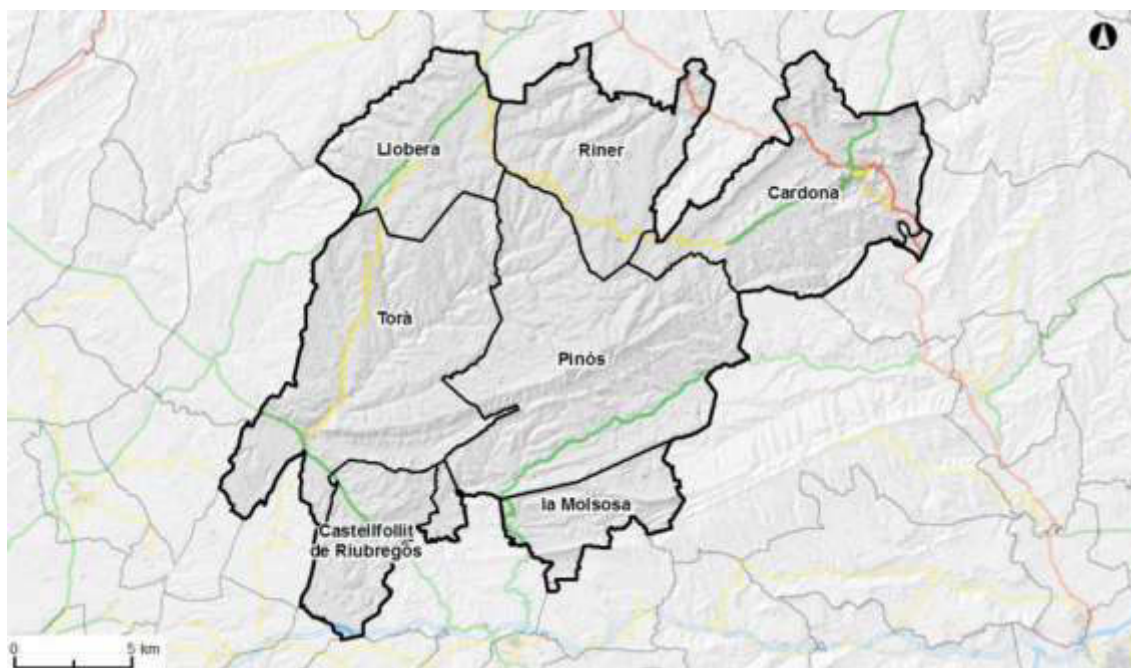 Llobera
Riner
Cardona
Torà
Pinós
la Molsosa
Castellfollit
de Riubregós
0 5 km